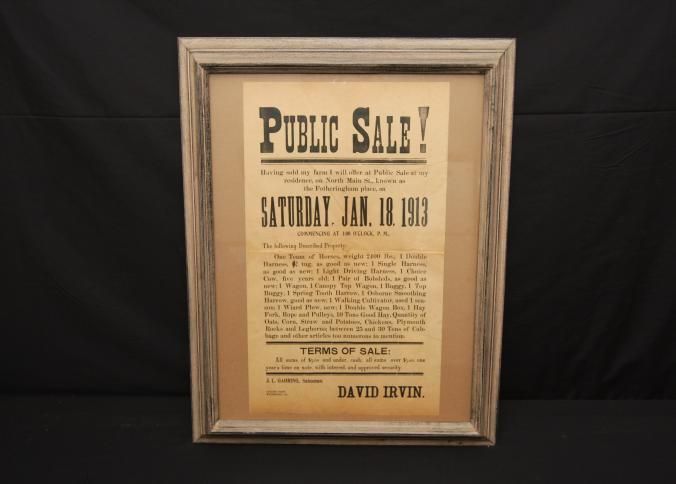 PUBLIC SALE!
Having sold my farm I will offer at Public Sale at my
residence, on North Main St., known as
the Fotheringham place, on
SATURDAY, JAN. 18, 1913
COMMENCING AT 1:00 O'CLOCK, P. M.,
The following Described Property:
One Team of Horses, weight 2400 lbs.; 1 Double
Harness, tug, as good as new; 1 Single Harness,
as good as new; 1 Light Driving Harness, 1 Choice
Cow, five years old; 1 Pair of Bobsleds, as good as
new; 1 Wagon, 1 Canopy Top Wagon, 1 Buggy, 1 Top
Buggy, 1 Spring Tooth Harrow, 1 Osborne Smoothing
Harrow, good as new; 1 Walking Cultivator, used 1 sea-
son; 1 Wiard Plow, new; 1 Double Wagon Box, 1 Hay
Fork, Rope and Pulleys, 10 Tons Good Hay, Quantity of
Oats, Corn, Straw and Potatoes, Chickens, Plymouth
Rocks and Leghorns; between 25 and 30 Tons of Cab-
bage and other articles too numerous to mention.
TERMS OF SALE:
All sums of and under, cash; all sums over one
year's time on note, with interest and approved security.
J. L. Salesman.
DAVID IRVIN.